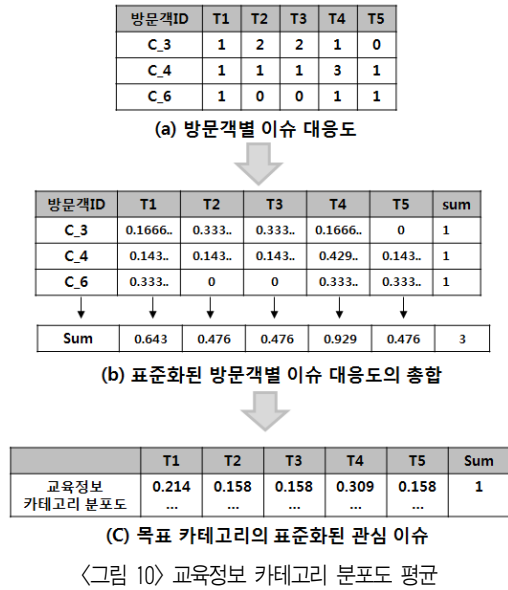 방문객ID T1 T2 T3 T4 T5
C_3 1 2 2 1 0
C_4 1 1 1 3 1
C_6 1 0 0 1 1
(a) 방문객별 이슈 대응도
방문객ID T1 T2 T3 T4 T5 sum
C_3 0.1666.. 0.333.. 0.333.. 0.1666.. 0 1
C_4 0.143.. 0.143.. 0.143.. 0.429.. 0.143.. 1
C_6 0.333.. 0 0 0.333.. 0.333.. 1
Sum 0.643 0.476 0.476 0.929 0.476 3
(b) 표준화된 방문객별 이슈 대응도의 총합
T1 T2 T3 T4 T5 Sum
교육정보 0.214 0.158 0.158 0.309 0.158 1
카테고리 분포도 ... ... ... ... ...
(C) 목표 카테고리의 표준화된 관심 이슈
〈그림 10〉 교육정보 카테고리 분포도 평균